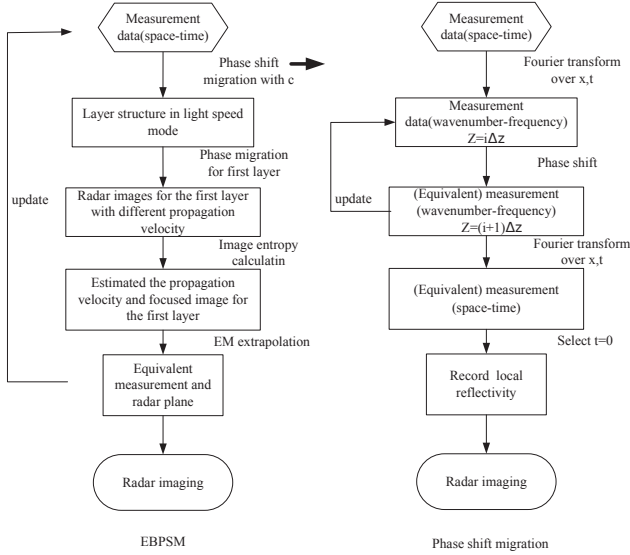 Measurement
data(space-time)
Phase shift
migration with c
Layer structure in light speed
mode
Phase migration
for first layer
update
Radar images for the first layer
with different propagation
velocity
Image entropy
calculatin
Estimated the propagation
velocity and focused image for
the first layer
EM extrapolation
Equivalent
measurement and
radar plane
Radar imaging
EBPSM
Measurement
data(space-time)
Fourier transform
over x,t
Measurement
data(wavenumber-frequency)
Z=iΔz
Phase shift
update
(Equivalent) measurement
(wavenumber-frequency)
Z=(i+1)Δz
Fourier transform
over x,t
(Equivalent) measurement
(space-time)
Select t=0
Record local
reflectivity
Radar imaging
Phase shift migration